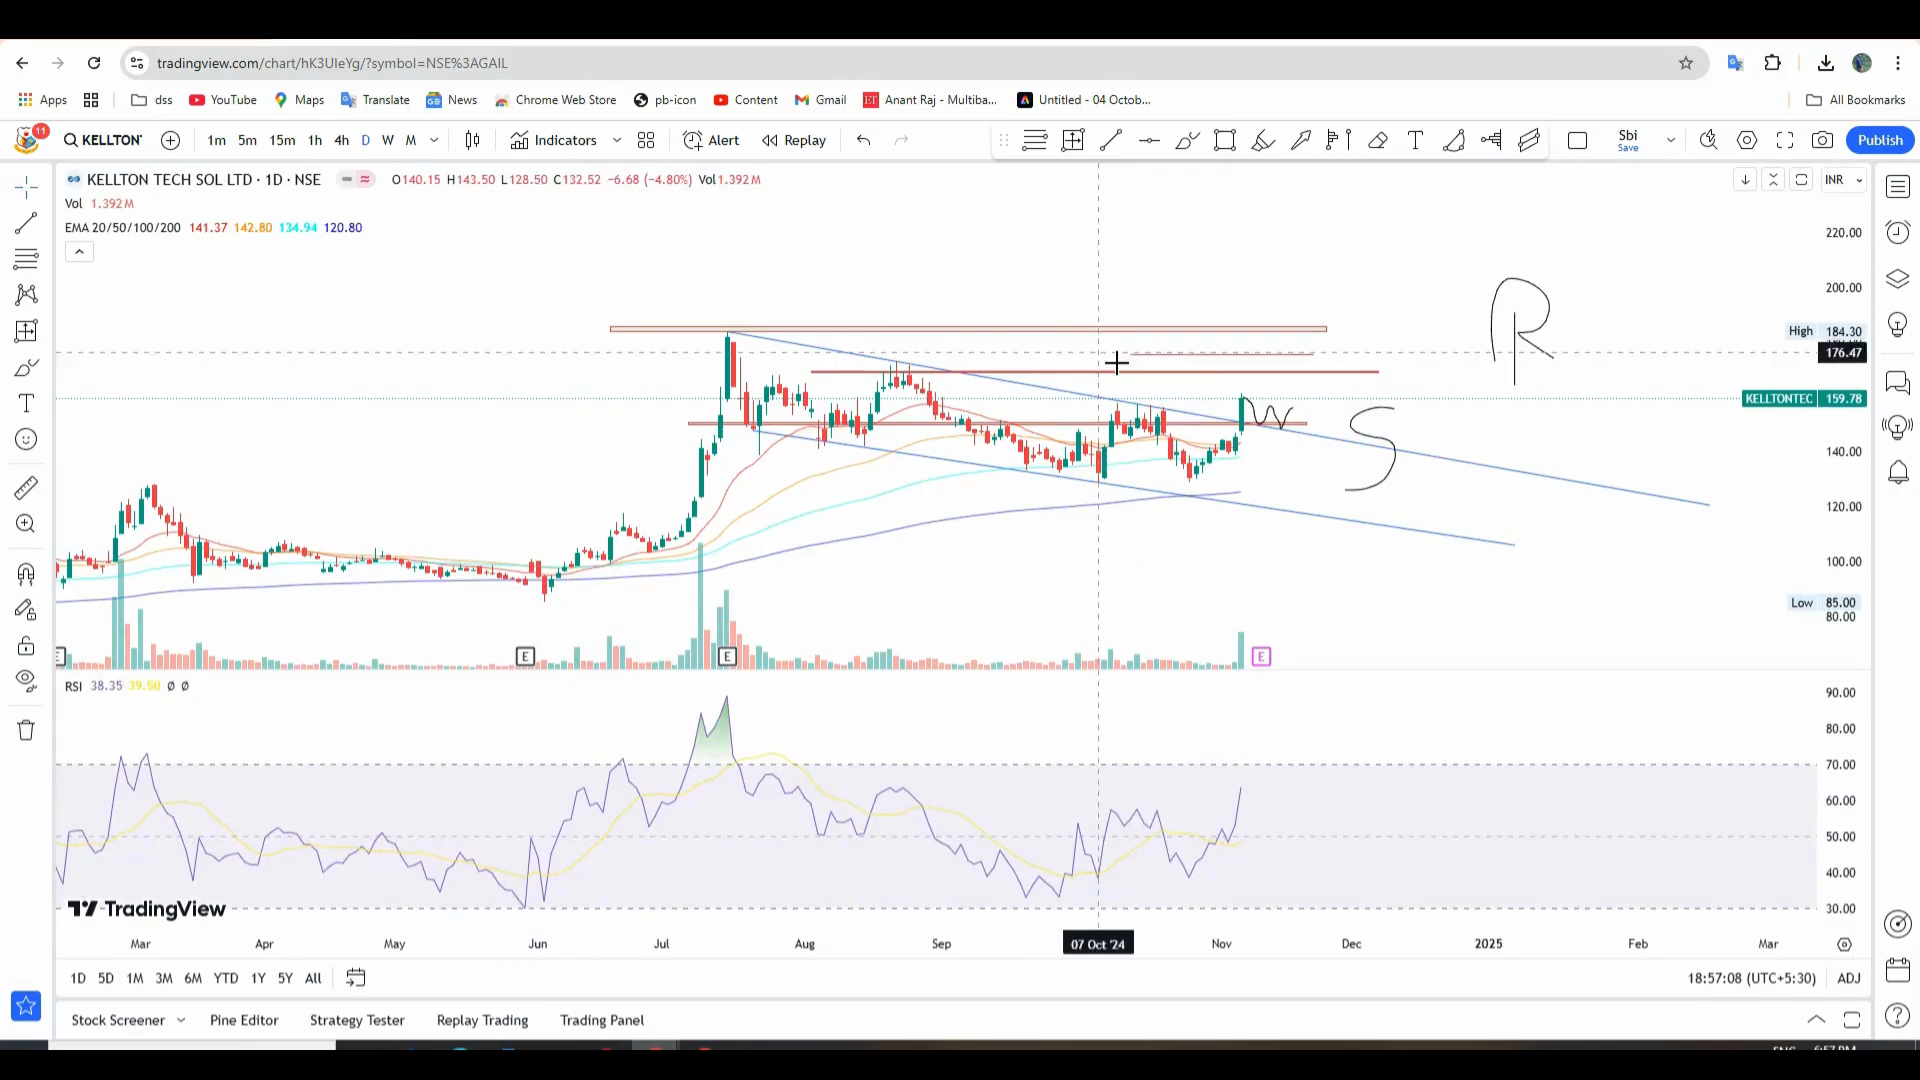 tradingview.com/chart/hK3UIeYg/?symbol=NSE%3AGAIL
Apps dss YouTube Maps Translate News Chrome Web Store pb-icon Content Gmail ET Anant Raj - Multiba... Untitled - 04 Octob... All Bookmarks
11 KELLTON 1m 5m 15m 1h 4h D W M Indicators Alert Replay Sbi Save Publish
KELLTON TECH SOL LTD · 1D · NSE O140.15 H143.50 L128.50 C132.52 −6.68 (−4.80%) Vol1.392M INR
Vol 1.392M
EMA 20/50/100/200 141.37 142.80 134.94 120.80
220.00
200.00
R
High 184.30
176.47
KELLTONTEC 159.78
W
S
140.00
120.00
100.00
Low 85.00
80.00
E E E E
RSI 38.35 39.50 Ø Ø
90.00
80.00
70.00
60.00
50.00
40.00
30.00
TradingView
Mar Apr May Jun Jul Aug Sep 07 Oct '24 Nov Dec 2025 Feb Mar
1D 5D 1M 3M 6M YTD 1Y 5Y All 18:57:08 (UTC+5:30) ADJ
Stock Screener Pine Editor Strategy Tester Replay Trading Trading Panel